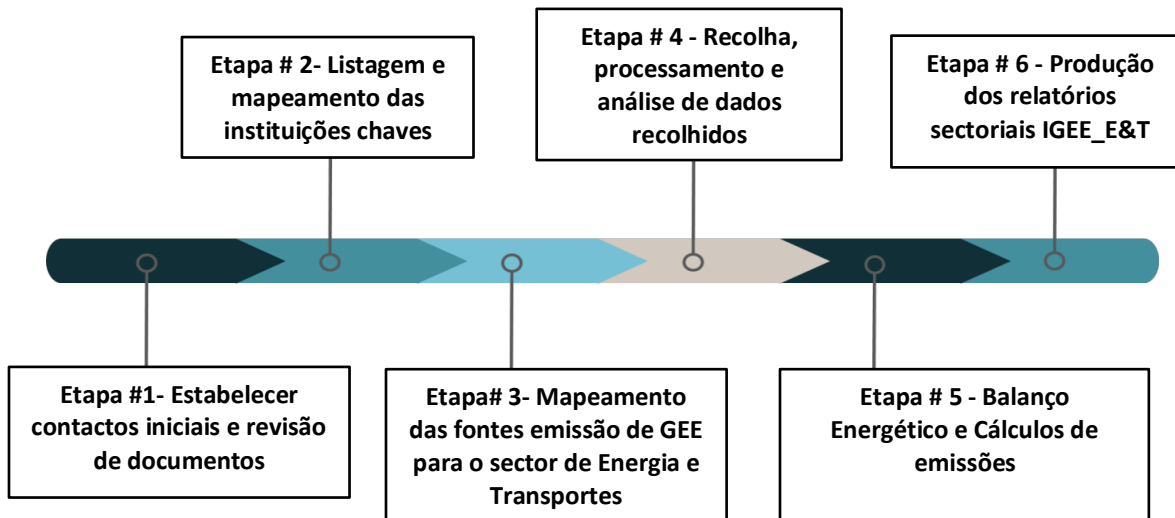 Etapa # 2- Listagem e
mapeamento das
instituições chaves
Etapa # 4 - Recolha,
processamento e
análise de dados
recolhidos
Etapa # 6 - Produção
dos relatórios
sectoriais IGEE_E&T
Etapa #1- Estabelecer
contactos iniciais e revisão
de documentos
Etapa# 3- Mapeamento
das fontes emissão de GEE
para o sector de Energia e
Transportes
Etapa # 5 - Balanço
Energético e Cálculos de
emissões